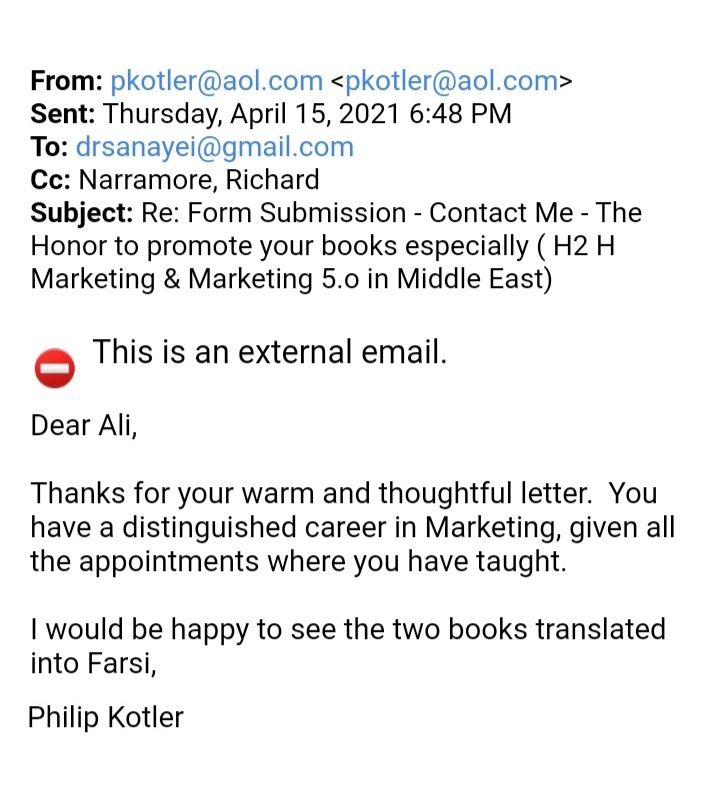 From: pkotler@aol.com <pkotler@aol.com>
Sent: Thursday, April 15, 2021 6:48 PM
To: drsanayei@gmail.com
Cc: Narramore, Richard
Subject: Re: Form Submission - Contact Me - The
Honor to promote your books especially ( H2 H
Marketing & Marketing 5.o in Middle East)
This is an external email.
Dear Ali,
Thanks for your warm and thoughtful letter.  You
have a distinguished career in Marketing, given all
the appointments where you have taught.
I would be happy to see the two books translated
into Farsi,
Philip Kotler